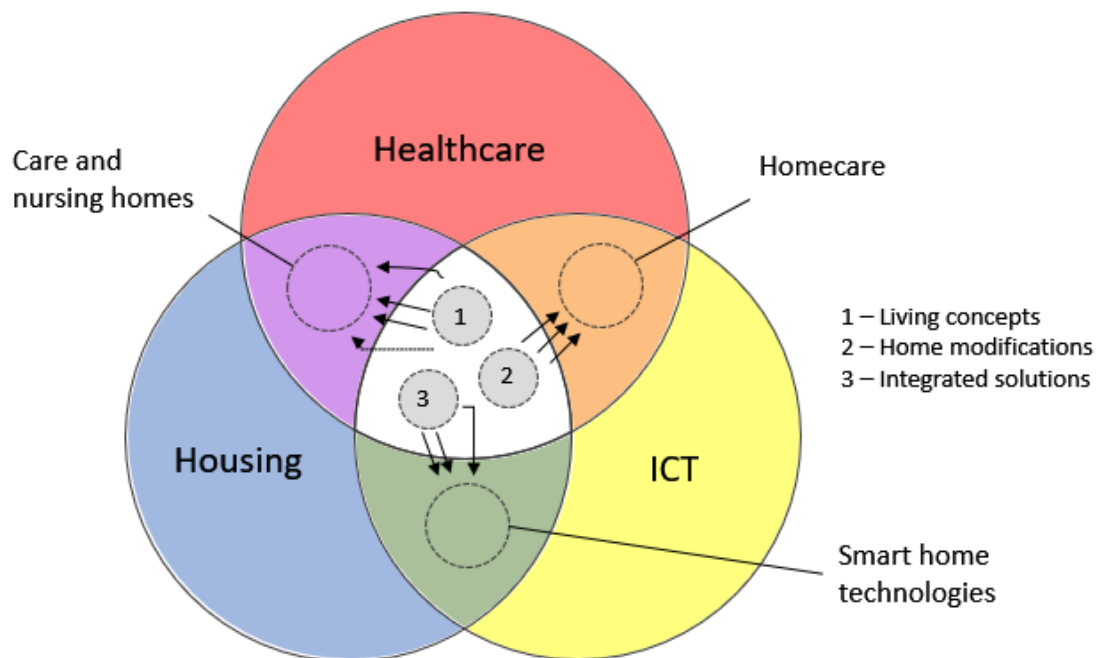 Healthcare
Care and
nursing homes
Homecare
1
2
3
1 – Living concepts
2 – Home modifications
3 – Integrated solutions
Housing
ICT
Smart home
technologies